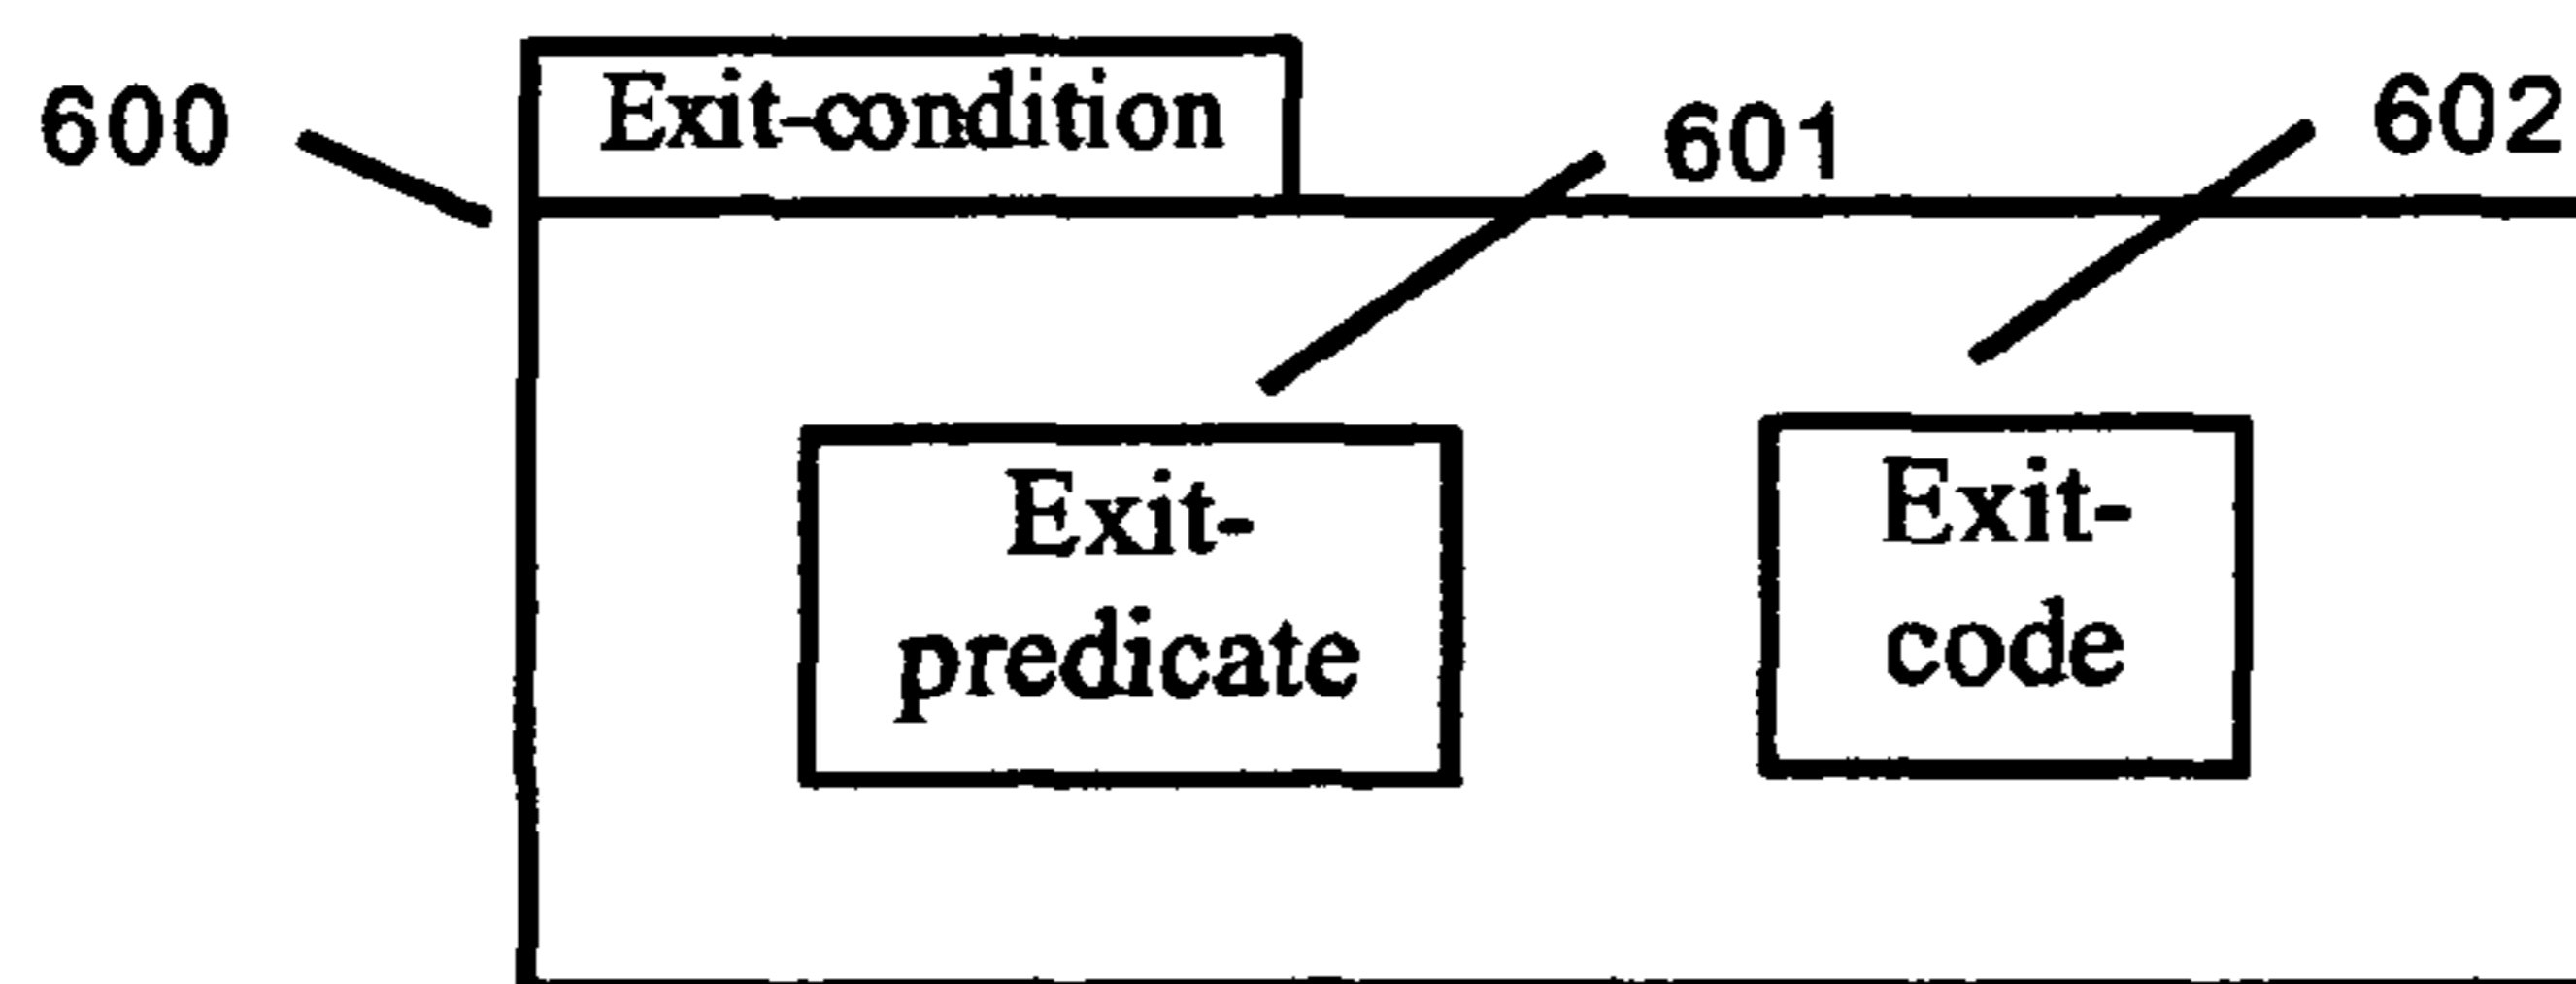 600
Exit-condition
601
602
Exit-
predicate
Exit-
code